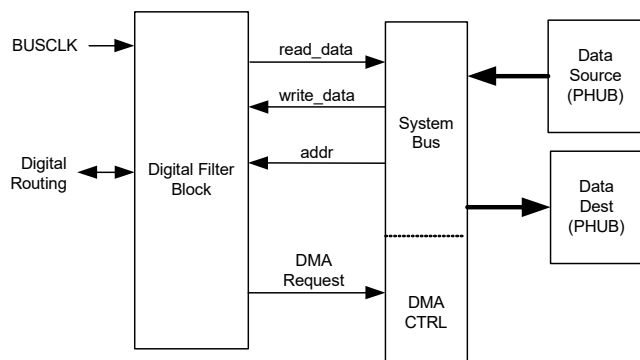 BUSCLK
Digital
Routing
Digital Filter
Block
read_data
write_data
addr
DMA
Request
System
Bus
DMA
CTRL
Data
Source
(PHUB)
Data
Dest
(PHUB)